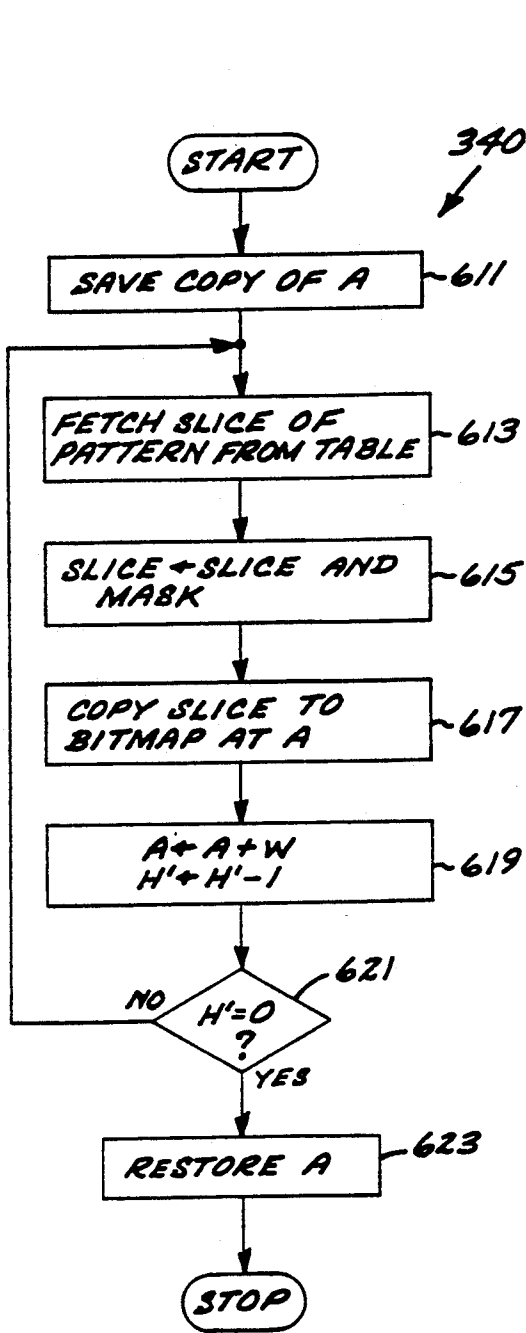 START
340
SAVE COPY OF A
611
FETCH SLICE OF
PATTERN FROM TABLE
613
SLICE ← SLICE AND
MASK
615
COPY SLICE TO
BITMAP AT A
617
A ← A + W
H' ← H' - 1
619
621
NO
H' = 0
?
YES
RESTORE A
623
STOP